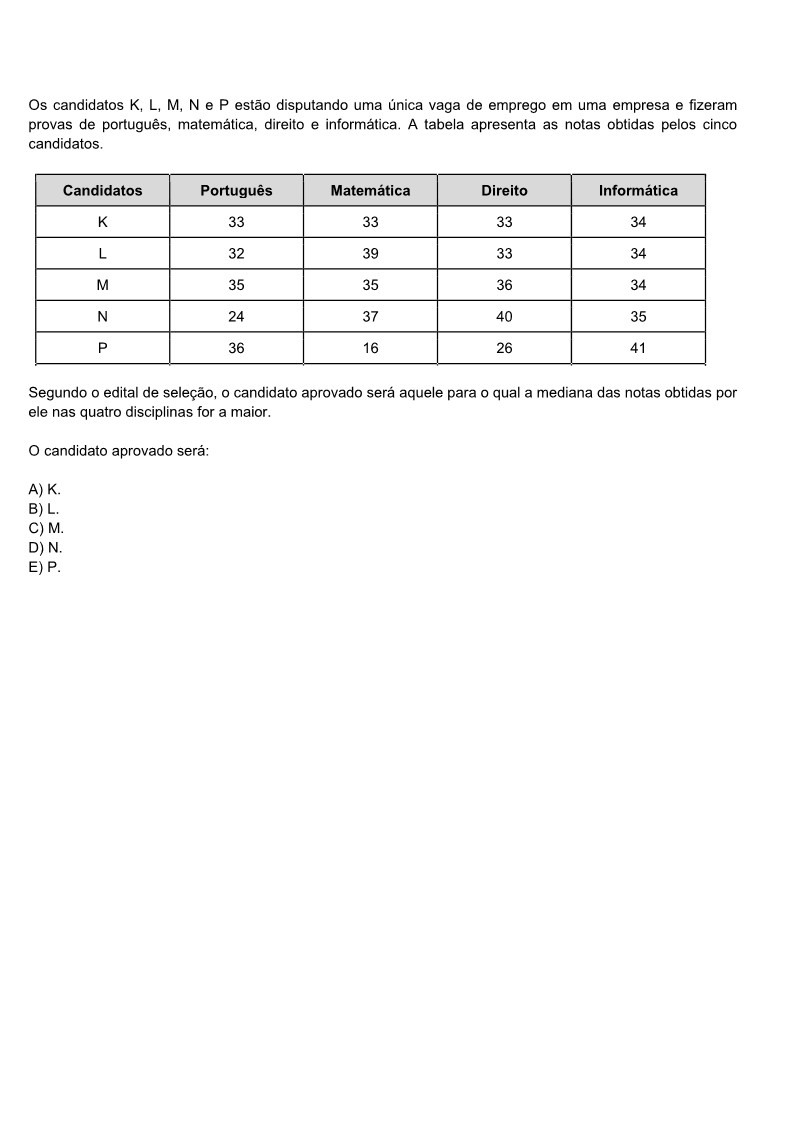 Os candidatos K, L, M, N e P estão disputando uma única vaga de emprego em uma empresa e fizeram
provas de português, matemática, direito e informática. A tabela apresenta as notas obtidas pelos cinco
candidatos.
Candidatos Português Matemática Direito Informática
K 33 33 33 34
L 32 39 33 34
M 35 35 36 34
N 24 37 40 35
P 36 16 26 41
Segundo o edital de seleção, o candidato aprovado será aquele para o qual a mediana das notas obtidas por
ele nas quatro disciplinas for a maior.
O candidato aprovado será:
A) K.
B) L.
C) M.
D) N.
E) P.